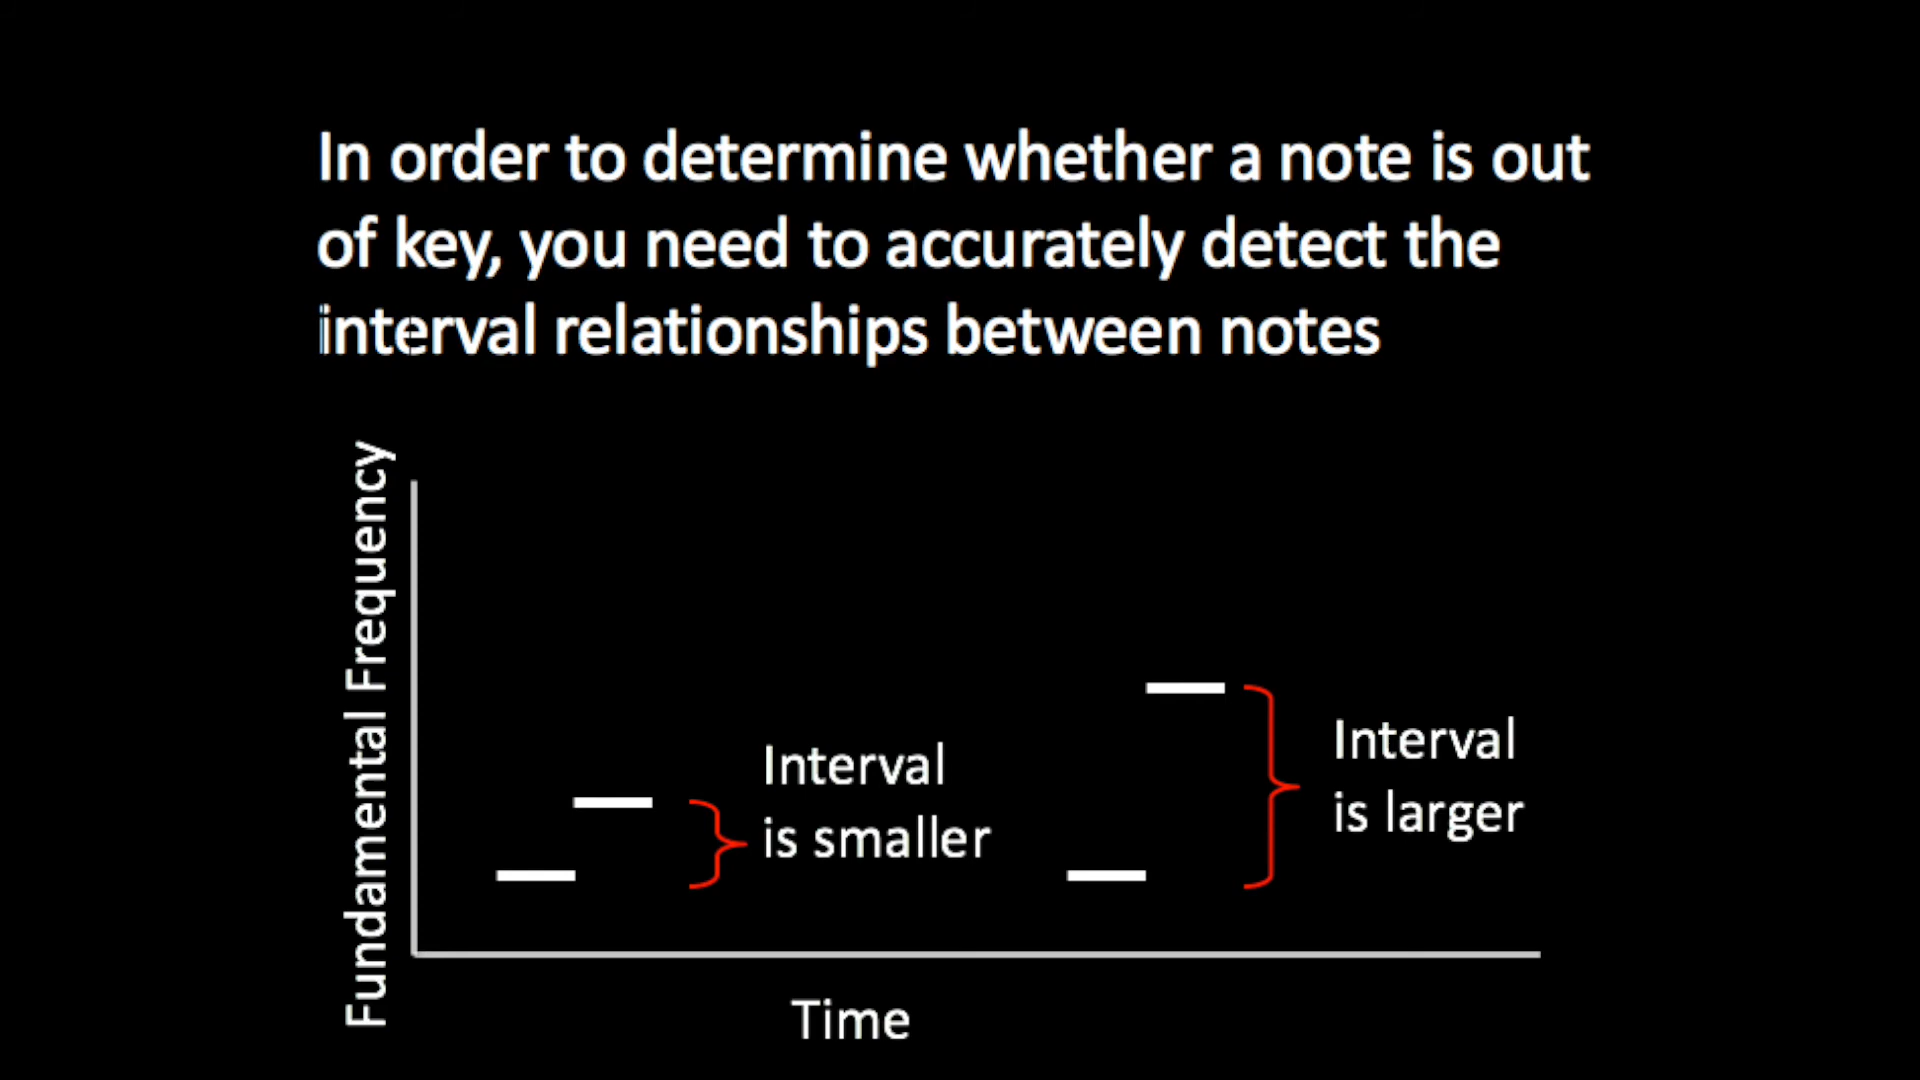 In order to determine whether a note is out
of key, you need to accurately detect the
interval relationships between notes
Fundamental Frequency
Interval
is smaller
Interval
is larger
Time